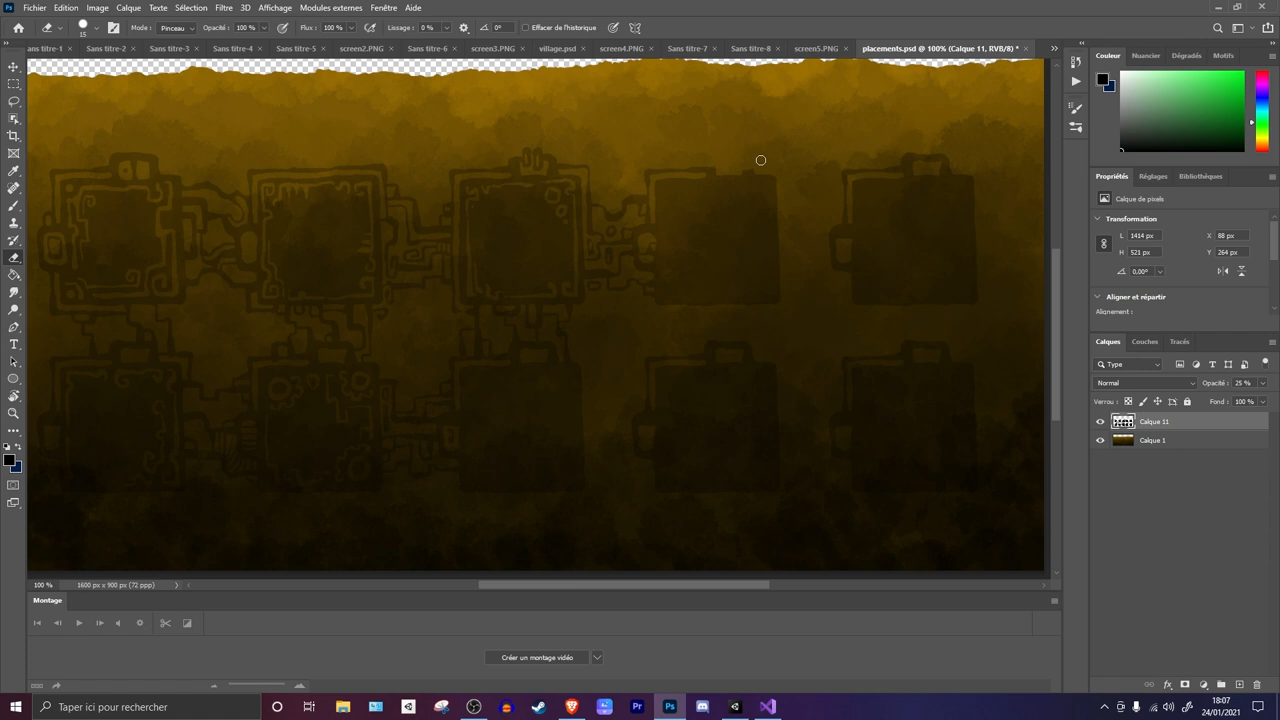 Fichier Edition Image Calque Texte Sélection Filtre 3D Affichage Modules externes Fenêtre Aide
15 Mode : Pinceau Opacité : 100 % Flux : 100 % Lissage : 0 % 0° Effacer de l'historique
ans titre-1 × Sans titre-2 × Sans titre-3 × Sans titre-4 × Sans titre-5 × screen2.PNG × Sans titre-6 × screen3.PNG × village.psd × screen4.PNG × Sans titre-7 × Sans titre-8 × screen5.PNG × placements.psd @ 100% (Calque 11, RVB/8) * ×
Couleur Nuancier Dégradés Motifs
Propriétés Réglages Bibliothèques
Calque de pixels
Transformation
L 1414 px X 88 px
H 521 px Y 264 px
0,00°
Aligner et répartir
Alignement :
Calques Couches Tracés
Type
Normal Opacité : 25 %
Verrou : Fond : 100 %
Calque 11
Calque 1
100 % 1600 px x 900 px (72 ppp)
Montage
Créer un montage vidéo
Taper ici pour rechercher
18:07
24/01/2021